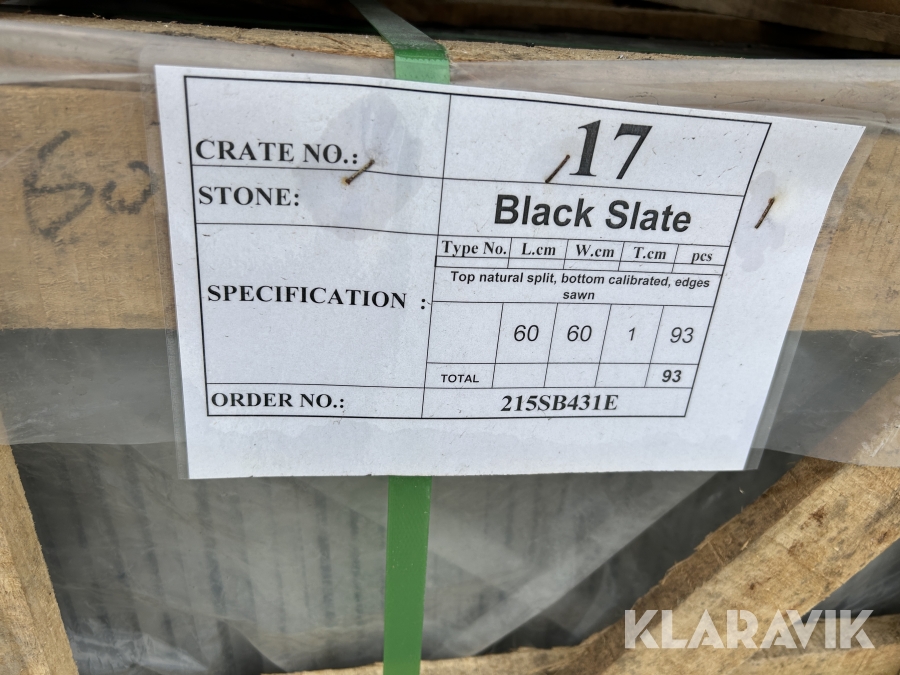 CRATE NO.: 17
STONE: Black Slate
Type No. L.cm W.cm T.cm pcs
Top natural split, bottom calibrated, edges
sawn
SPECIFICATION :
60 60 1 93
TOTAL 93
ORDER NO.: 215SB431E
KLARAVIK